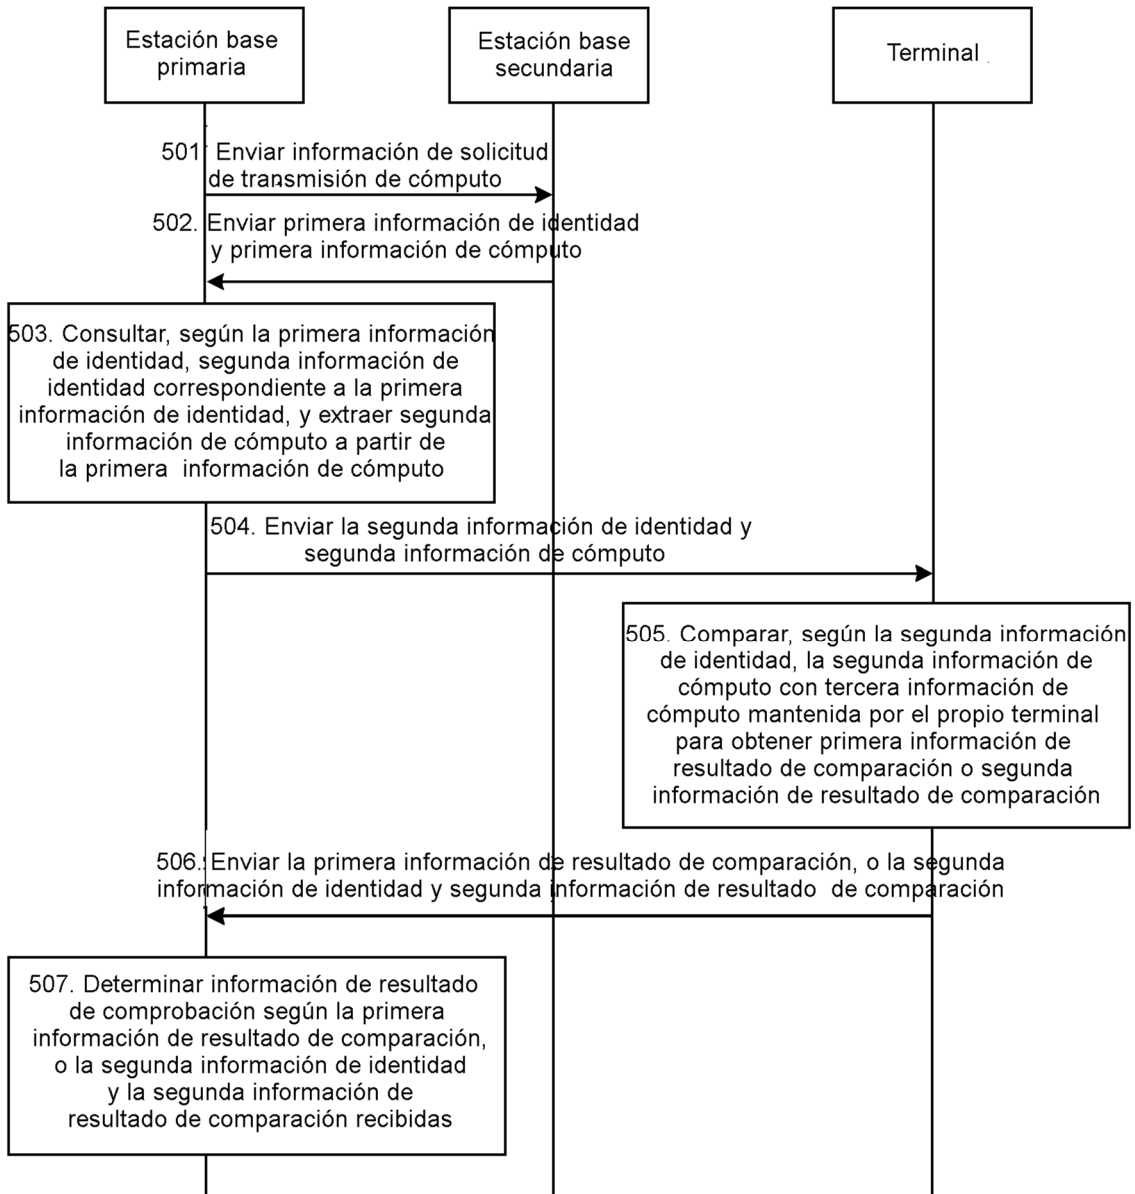 Estación base
primaria
Estación base
secundaria
Terminal
501 Enviar información de solicitud
de transmisión de cómputo
502. Enviar primera información de identidad
y primera información de cómputo
503. Consultar, según la primera información
de identidad, segunda información de
identidad correspondiente a la primera
información de identidad, y extraer segunda
información de cómputo a partir de
la primera información de cómputo
504. Enviar la segunda información de identidad y
segunda información de cómputo
505. Comparar, según la segunda información
de identidad, la segunda información de
cómputo con tercera información de
cómputo mantenida por el propio terminal
para obtener primera información de
resultado de comparación o segunda
información de resultado de comparación
506. Enviar la primera información de resultado de comparación, o la segunda
información de identidad y segunda información de resultado de comparación
507. Determinar información de resultado
de comprobación según la primera
información de resultado de comparación,
o la segunda información de identidad
y la segunda información de
resultado de comparación recibidas